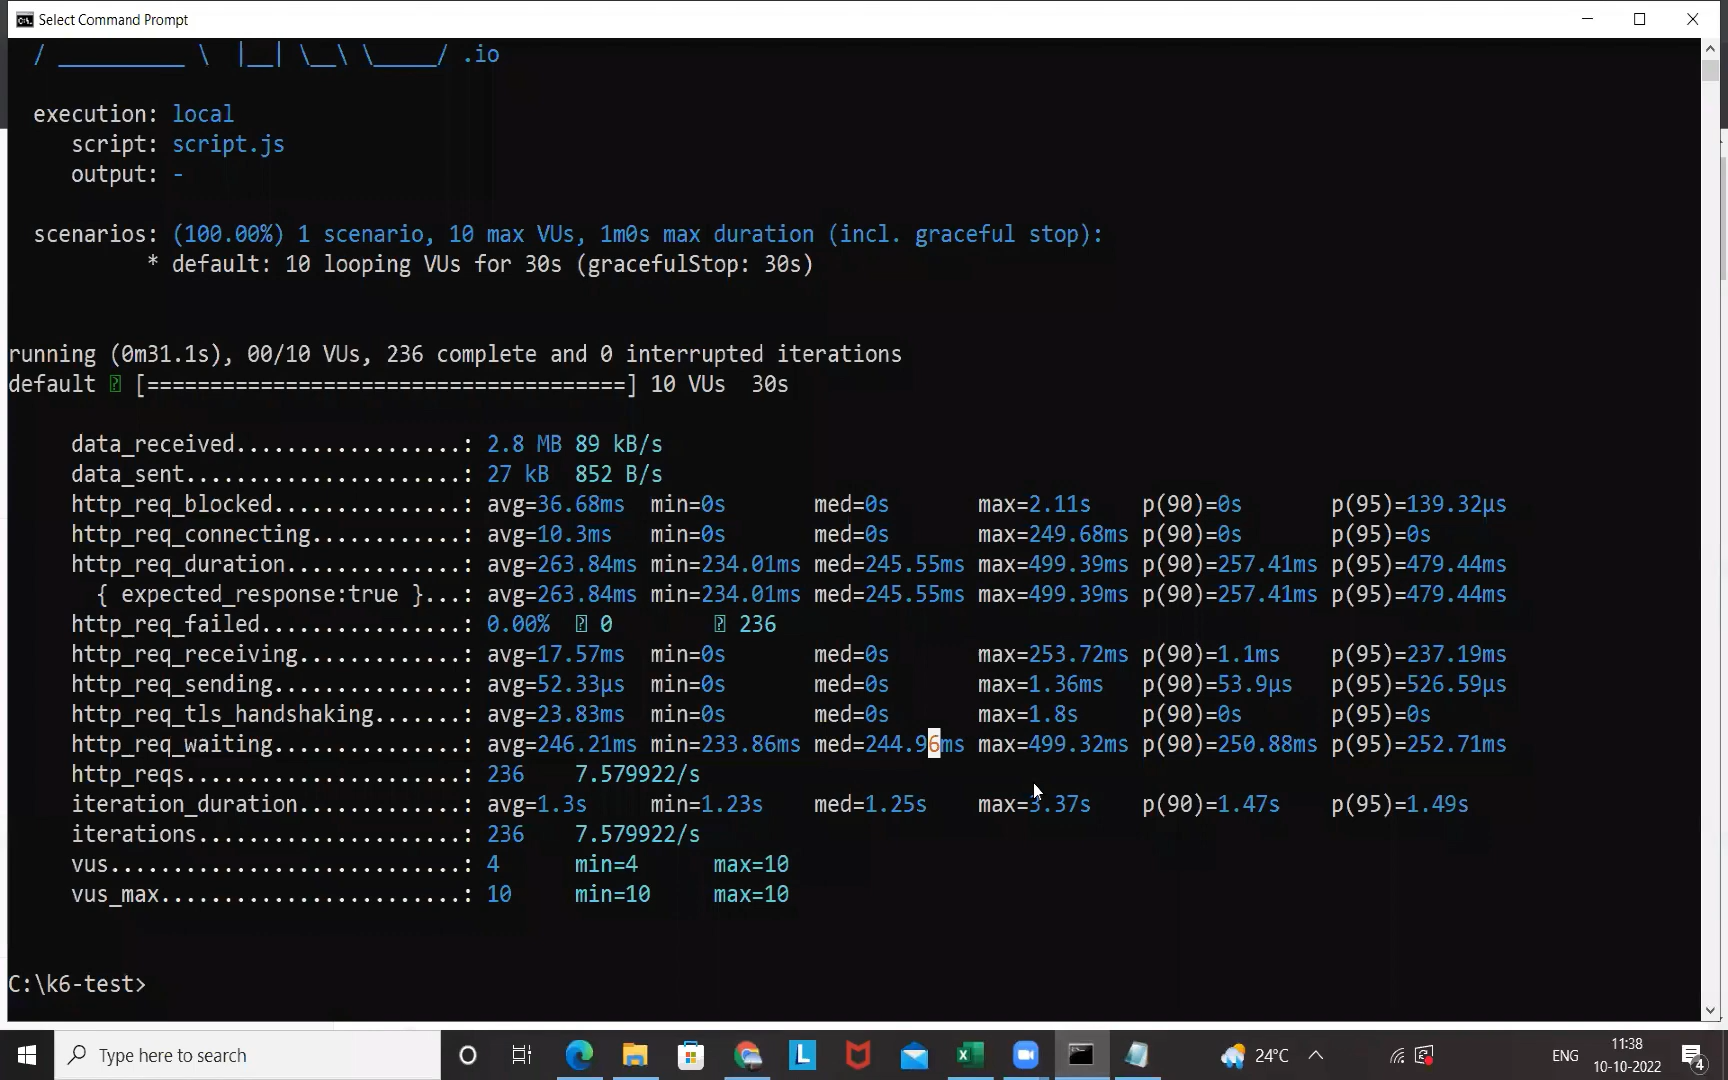 Select Command Prompt
/ __________ \ |__| \__\ \_____/ .io
execution: local
script: script.js
output: -
scenarios: (100.00%) 1 scenario, 10 max VUs, 1m0s max duration (incl. graceful stop):
* default: 10 looping VUs for 30s (gracefulStop: 30s)
running (0m31.1s), 00/10 VUs, 236 complete and 0 interrupted iterations
default [======================================] 10 VUs 30s
data_received..................: 2.8 MB 89 kB/s
data_sent......................: 27 kB 852 B/s
http_req_blocked...............: avg=36.68ms min=0s med=0s max=2.11s p(90)=0s p(95)=139.32µs
http_req_connecting............: avg=10.3ms min=0s med=0s max=249.68ms p(90)=0s p(95)=0s
http_req_duration..............: avg=263.84ms min=234.01ms med=245.55ms max=499.39ms p(90)=257.41ms p(95)=479.44ms
{ expected_response:true }...: avg=263.84ms min=234.01ms med=245.55ms max=499.39ms p(90)=257.41ms p(95)=479.44ms
http_req_failed................: 0.00% 0 236
http_req_receiving.............: avg=17.57ms min=0s med=0s max=253.72ms p(90)=1.1ms p(95)=237.19ms
http_req_sending...............: avg=52.33µs min=0s med=0s max=1.36ms p(90)=53.9µs p(95)=526.59µs
http_req_tls_handshaking.......: avg=23.83ms min=0s med=0s max=1.8s p(90)=0s p(95)=0s
http_req_waiting...............: avg=246.21ms min=233.86ms med=244.96ms max=499.32ms p(90)=250.88ms p(95)=252.71ms
http_reqs......................: 236 7.579922/s
iteration_duration.............: avg=1.3s min=1.23s med=1.25s max=3.37s p(90)=1.47s p(95)=1.49s
iterations.....................: 236 7.579922/s
vus............................: 4 min=4 max=10
vus_max........................: 10 min=10 max=10
C:\k6-test>
Type here to search
24°C
ENG
11:38
10-10-2022
4